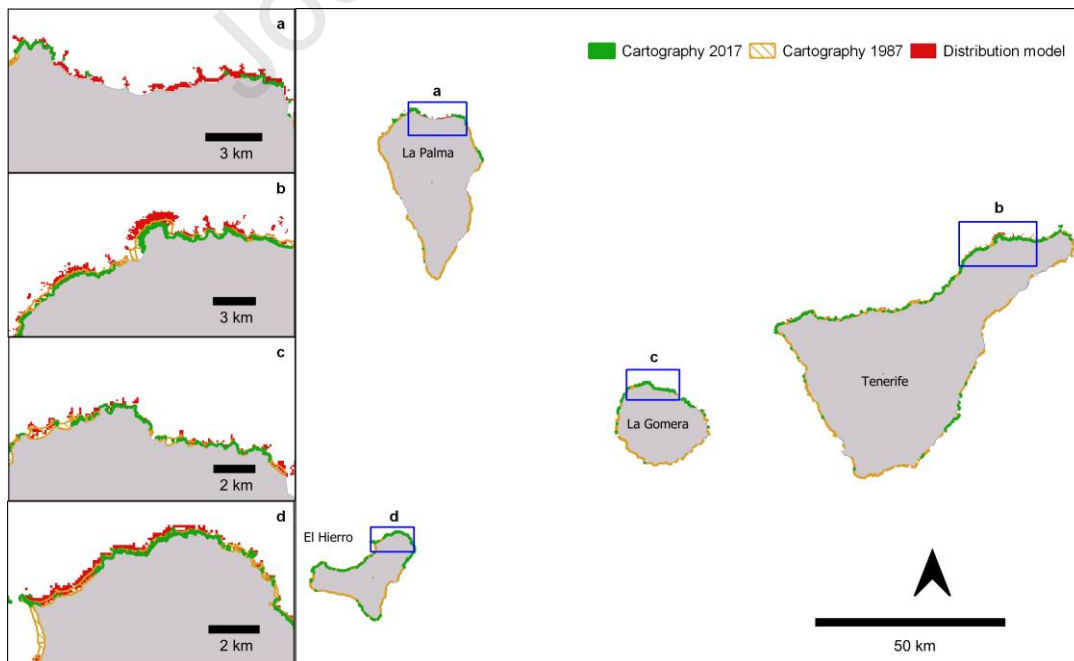 Jo
a
3 km
b
3 km
c
2 km
d
2 km
Cartography 2017 Cartography 1987 Distribution model
a
La Palma
b
Tenerife
c
La Gomera
d
El Hierro
50 km